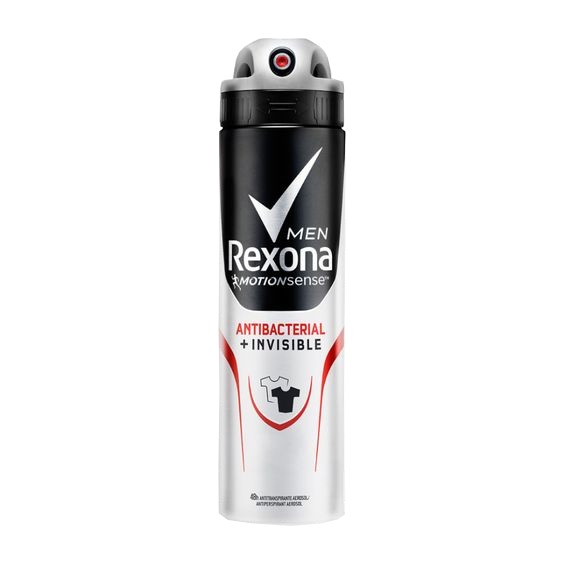 MEN
Rexona
MOTIONSENSE™
ANTIBACTERIAL
+ INVISIBLE
48h ANTITRANSPIRANTE AEROSOL/
ANTIPERSPIRANT AEROSOL